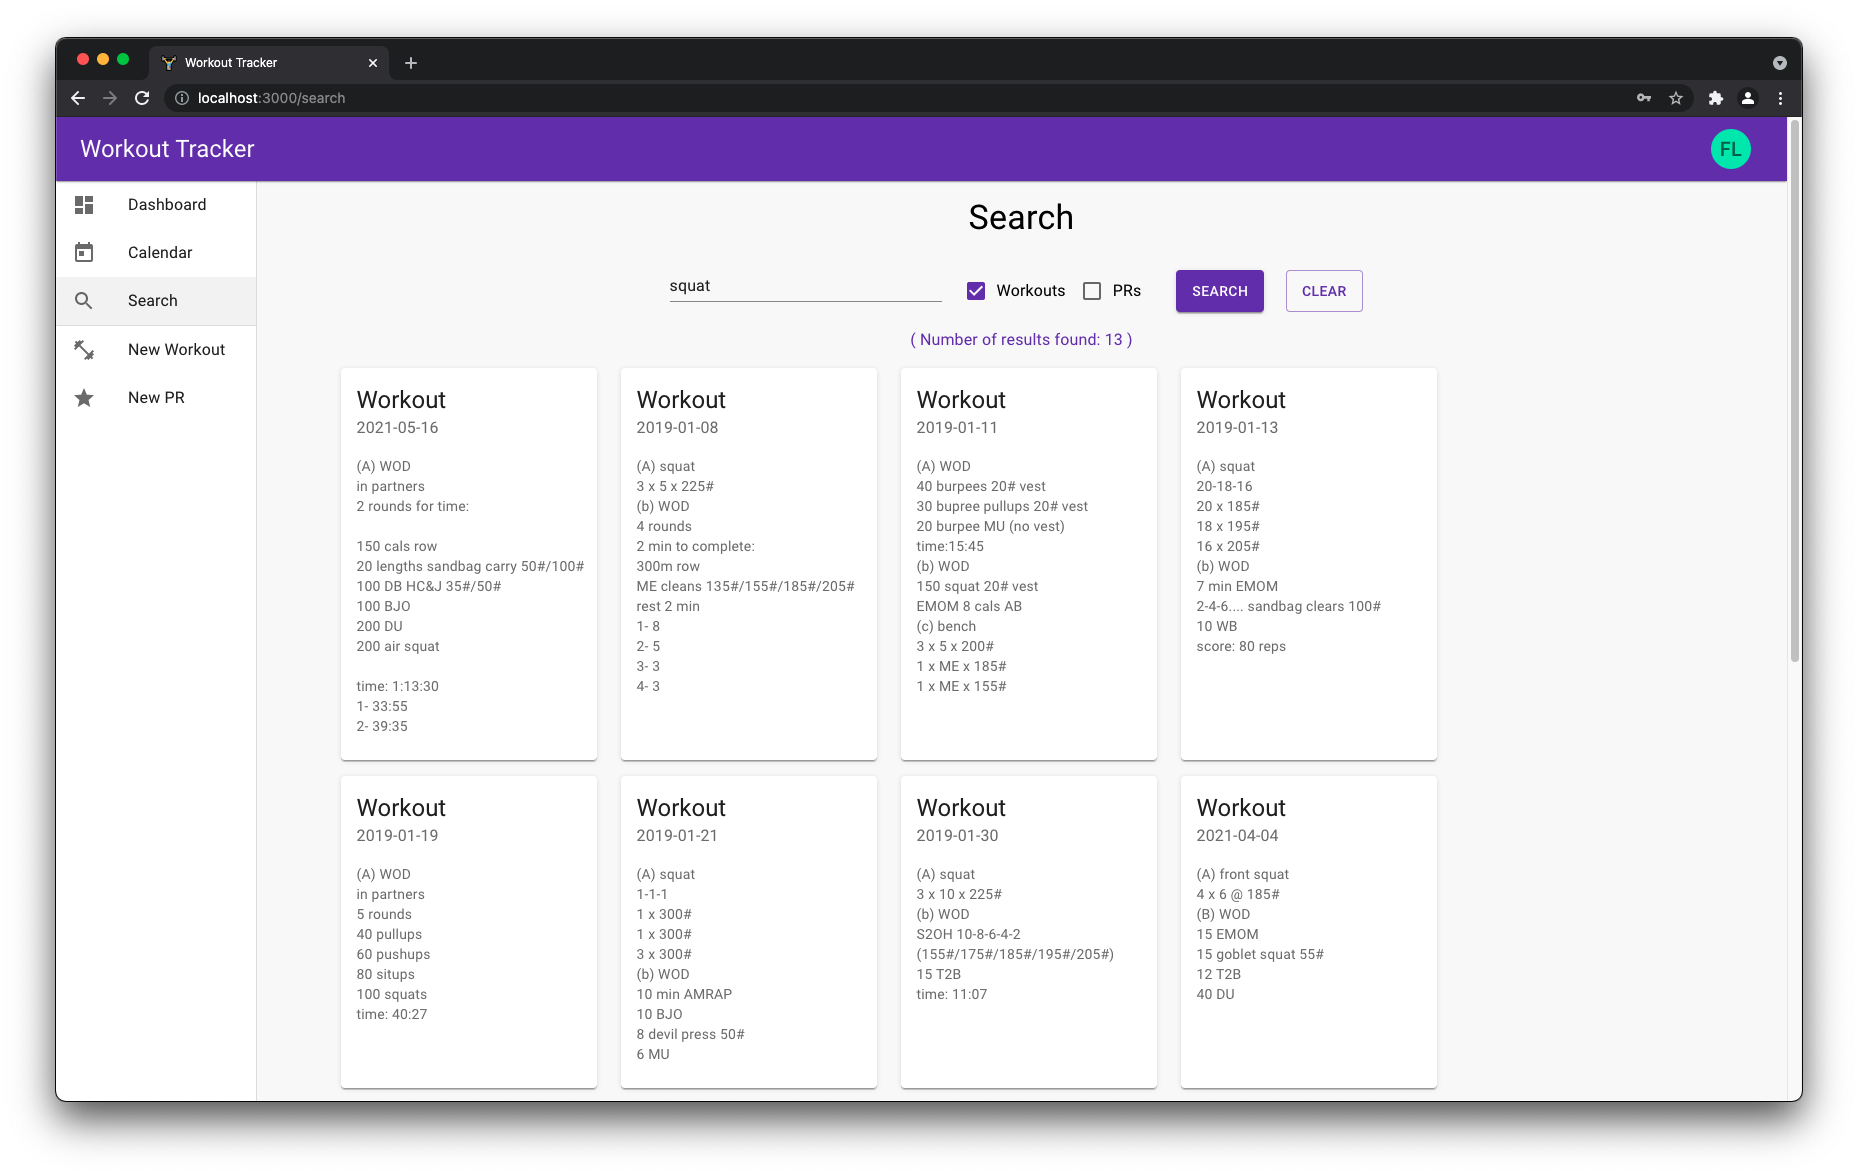 Workout Tracker
localhost:3000/search
Workout Tracker
FL
Dashboard
Calendar
Search
New Workout
New PR
Search
squat
Workouts
PRs
SEARCH
CLEAR
( Number of results found: 13 )
Workout
2021-05-16
(A) WOD
in partners
2 rounds for time:
150 cals row
20 lengths sandbag carry 50#/100#
100 DB HC&J 35#/50#
100 BJO
200 DU
200 air squat
time: 1:13:30
1- 33:55
2- 39:35
Workout
2019-01-08
(A) squat
3 x 5 x 225#
(b) WOD
4 rounds
2 min to complete:
300m row
ME cleans 135#/155#/185#/205#
rest 2 min
1- 8
2- 5
3- 3
4- 3
Workout
2019-01-11
(A) WOD
40 burpees 20# vest
30 bupree pullups 20# vest
20 burpee MU (no vest)
time:15:45
(b) WOD
150 squat 20# vest
EMOM 8 cals AB
(c) bench
3 x 5 x 200#
1 x ME x 185#
1 x ME x 155#
Workout
2019-01-13
(A) squat
20-18-16
20 x 185#
18 x 195#
16 x 205#
(b) WOD
7 min EMOM
2-4-6.... sandbag clears 100#
10 WB
score: 80 reps
Workout
2019-01-19
(A) WOD
in partners
5 rounds
40 pullups
60 pushups
80 situps
100 squats
time: 40:27
Workout
2019-01-21
(A) squat
1-1-1
1 x 300#
1 x 300#
3 x 300#
(b) WOD
10 min AMRAP
10 BJO
8 devil press 50#
6 MU
Workout
2019-01-30
(A) squat
3 x 10 x 225#
(b) WOD
S2OH 10-8-6-4-2
(155#/175#/185#/195#/205#)
15 T2B
time: 11:07
Workout
2021-04-04
(A) front squat
4 x 6 @ 185#
(B) WOD
15 EMOM
15 goblet squat 55#
12 T2B
40 DU